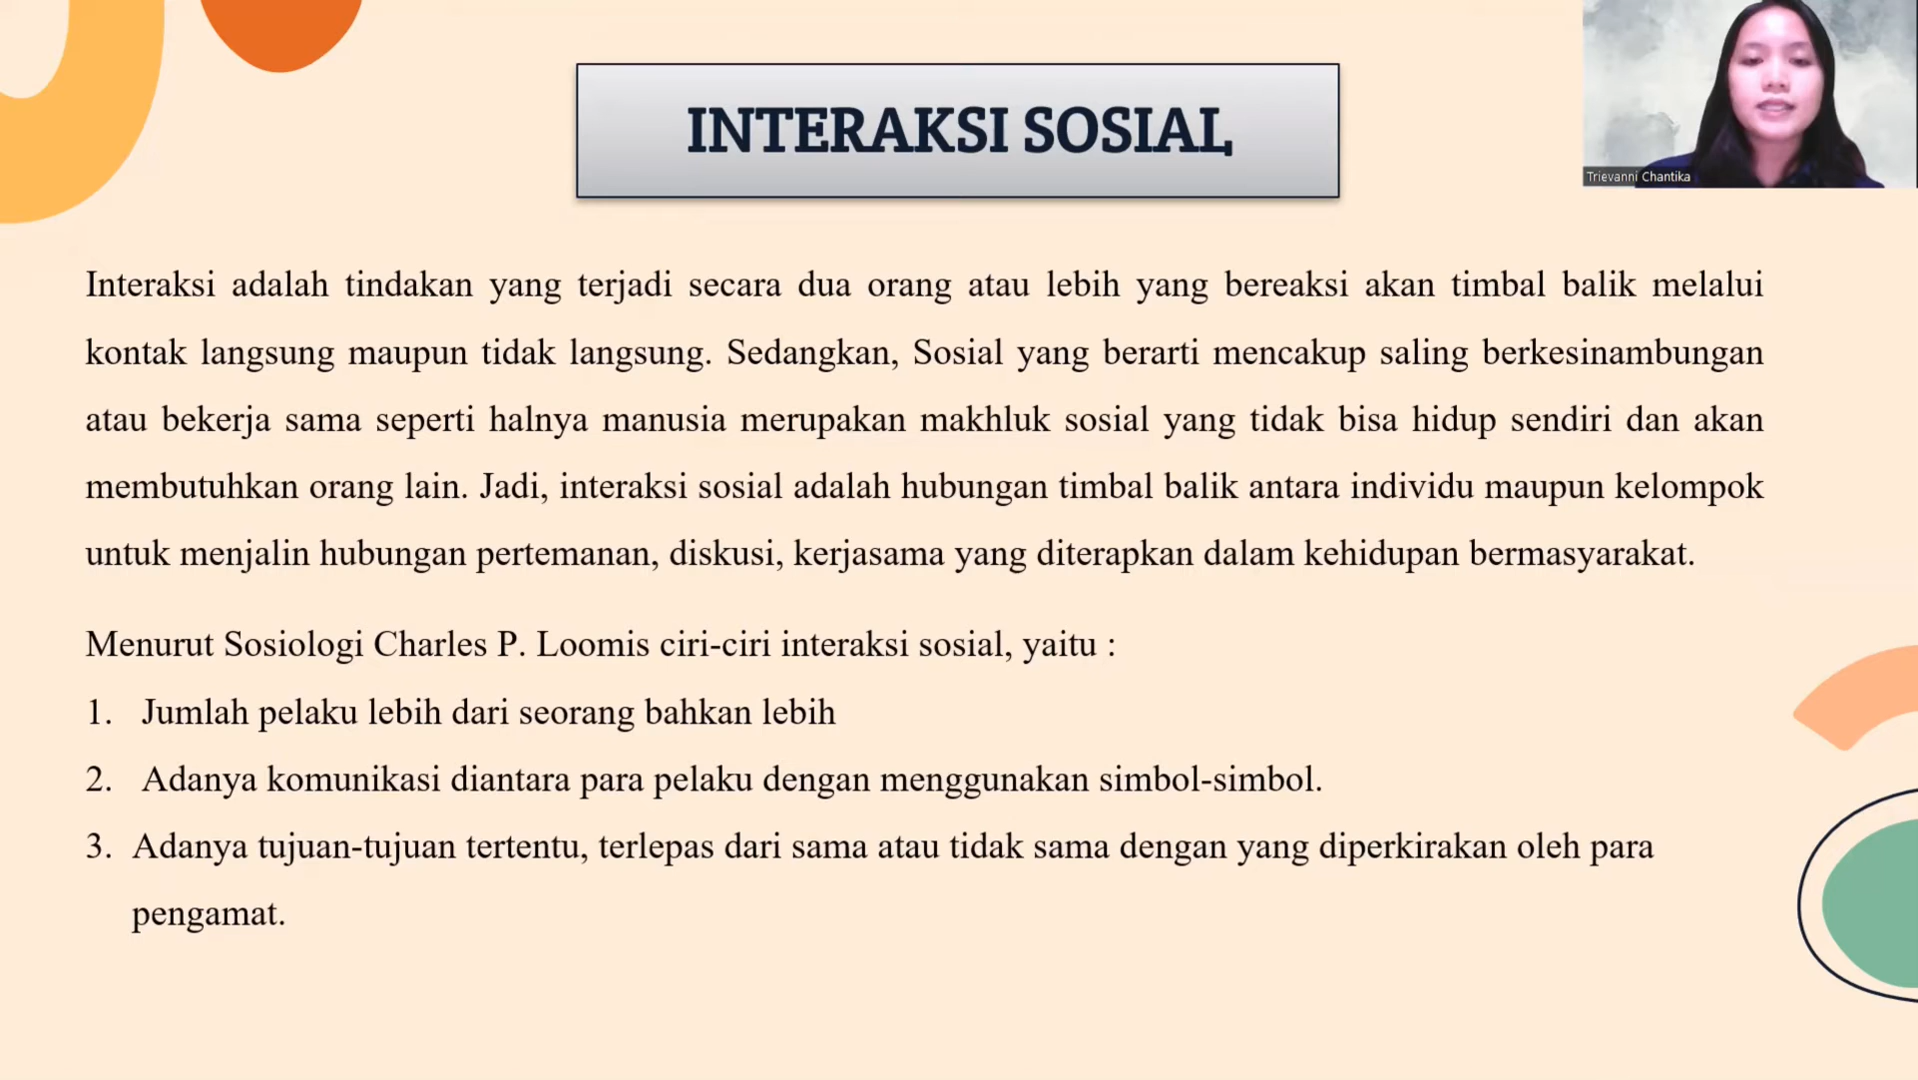 INTERAKSI SOSIAL
Trievanni Chantika
Interaksi adalah tindakan yang terjadi secara dua orang atau lebih yang bereaksi akan timbal balik melalui
kontak langsung maupun tidak langsung. Sedangkan, Sosial yang berarti mencakup saling berkesinambungan
atau bekerja sama seperti halnya manusia merupakan makhluk sosial yang tidak bisa hidup sendiri dan akan
membutuhkan orang lain. Jadi, interaksi sosial adalah hubungan timbal balik antara individu maupun kelompok
untuk menjalin hubungan pertemanan, diskusi, kerjasama yang diterapkan dalam kehidupan bermasyarakat.
Menurut Sosiologi Charles P. Loomis ciri-ciri interaksi sosial, yaitu :
1. Jumlah pelaku lebih dari seorang bahkan lebih
2. Adanya komunikasi diantara para pelaku dengan menggunakan simbol-simbol.
3. Adanya tujuan-tujuan tertentu, terlepas dari sama atau tidak sama dengan yang diperkirakan oleh para
pengamat.